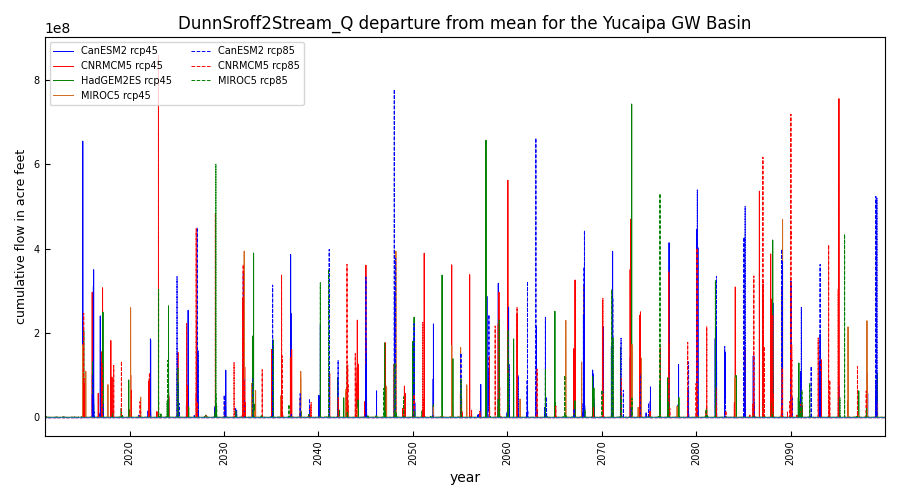 DunnSroff2Stream_Q departure from mean for the Yucaipa GW Basin
1e8
CanESM2 rcp45
CNRMCM5 rcp45
HadGEM2ES rcp45
MIROC5 rcp45
CanESM2 rcp85
CNRMCM5 rcp85
MIROC5 rcp85
cumulative flow in acre feet
8
6
4
2
0
2020
2030
2040
2050
2060
2070
2080
2090
year